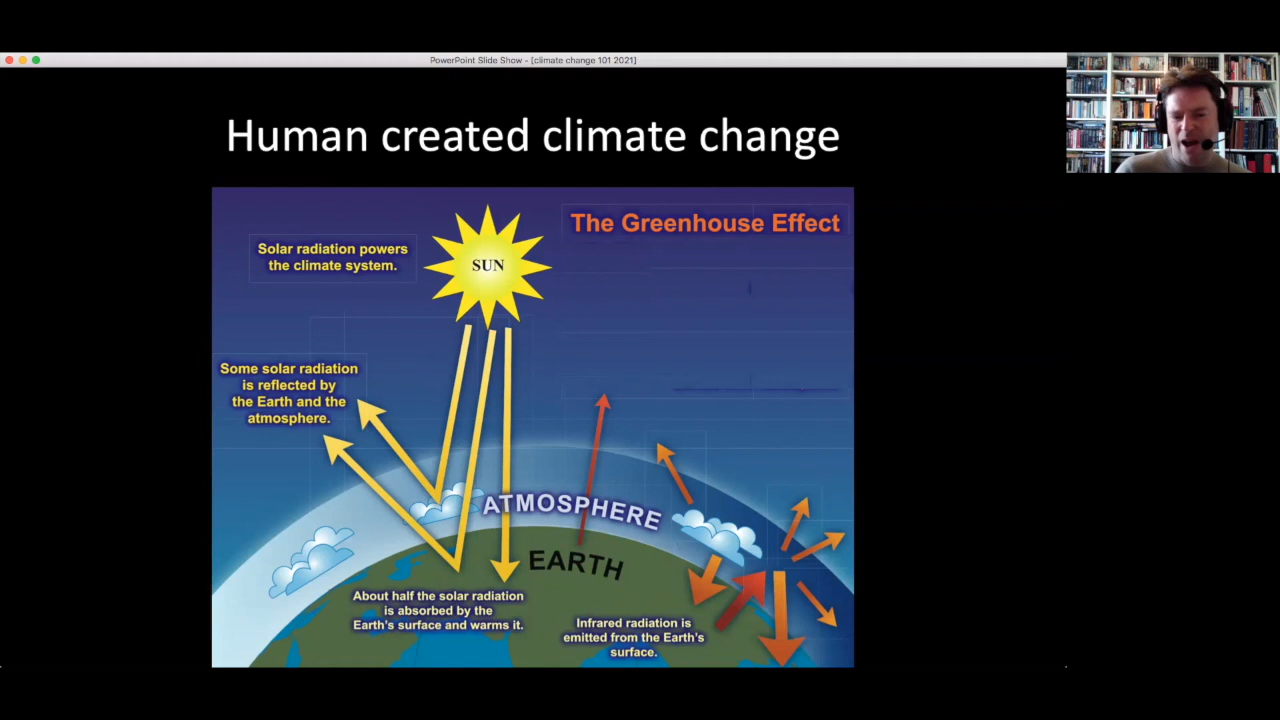 PowerPoint Slide Show - [climate change 101 2021]
Human created climate change
The Greenhouse Effect
Solar radiation powers
the climate system.
SUN
Some solar radiation
is reflected by
the Earth and the
atmosphere.
ATMOSPHERE
EARTH
About half the solar radiation
is absorbed by the
Earth's surface and warms it.
Infrared radiation is
emitted from the Earth's
surface.